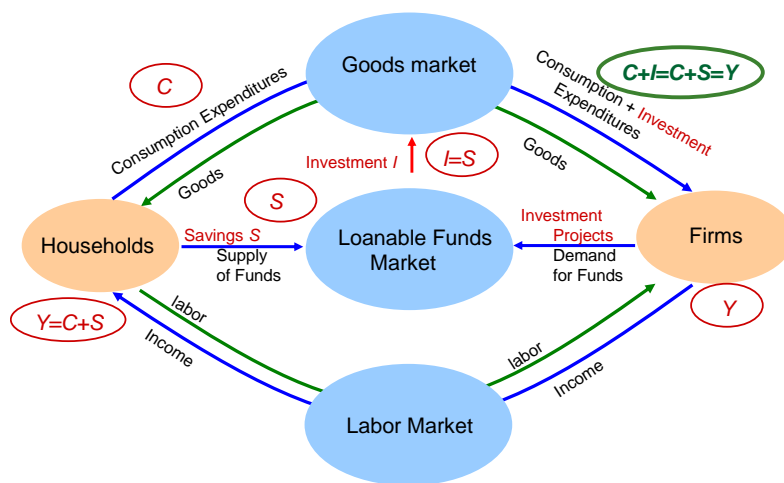 Goods market
C+I=C+S=Y
C
Consumption Expenditures
Consumption + Investment
Expenditures
Goods
Goods
Investment I
I=S
S
Households
Savings S
Supply
of Funds
Loanable Funds
Market
Investment
Projects
Demand
for Funds
Firms
Y=C+S
labor
Income
Y
labor
Income
Labor Market